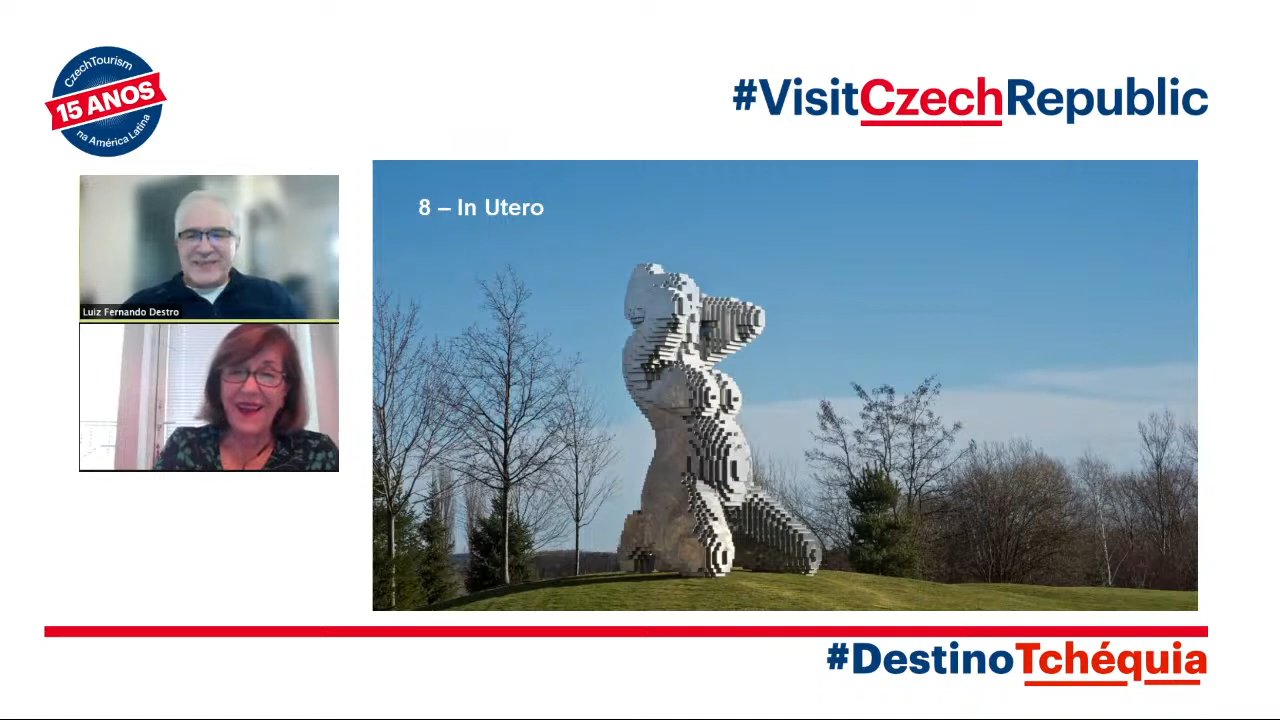 CzechTourism
15 ANOS
na América Latina
#VisitCzechRepublic
8 – In Utero
Luiz Fernando Destro
#DestinoTchéquia